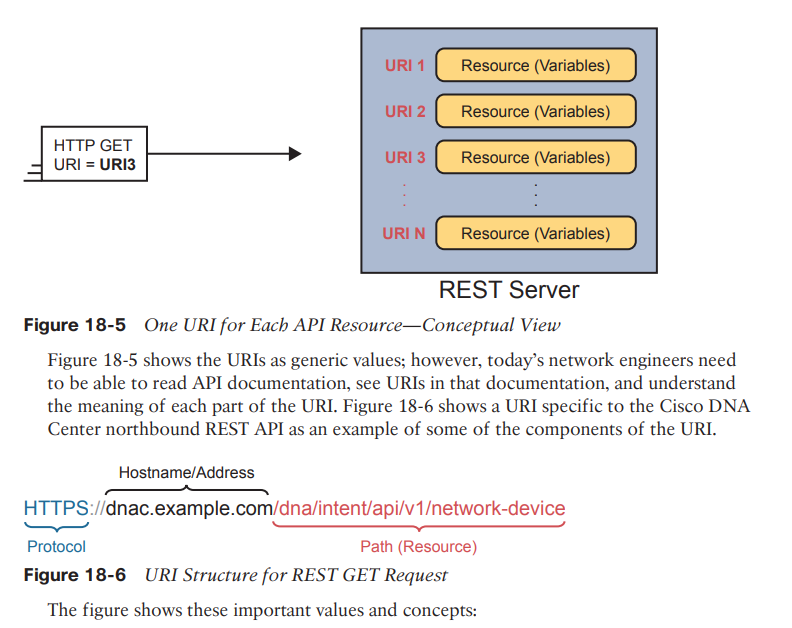 URI 1 Resource (Variables)
URI 2 Resource (Variables)
HTTP GET
URI = URI3
URI 3 Resource (Variables)
URI N Resource (Variables)
REST Server
Figure 18-5 One URI for Each API Resource—Conceptual View
Figure 18-5 shows the URIs as generic values; however, today’s network engineers need
to be able to read API documentation, see URIs in that documentation, and understand
the meaning of each part of the URI. Figure 18-6 shows a URI specific to the Cisco DNA
Center northbound REST API as an example of some of the components of the URI.
Hostname/Address
HTTPS://dnac.example.com/dna/intent/api/v1/network-device
Protocol Path (Resource)
Figure 18-6 URI Structure for REST GET Request
The figure shows these important values and concepts: